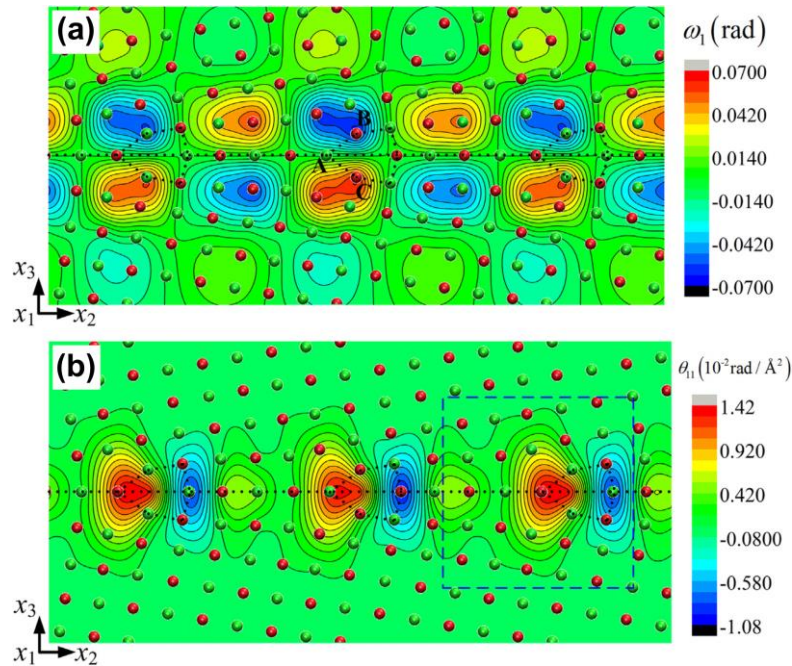 (a)
B
A
C
x₃
x₁ x₂
ω₁ (rad)
0.0700
0.0420
0.0140
-0.0140
-0.0420
-0.0700
(b)
x₃
x₁ x₂
θ₁₁ (10⁻² rad / Å²)
1.42
0.920
0.420
-0.0800
-0.580
-1.08